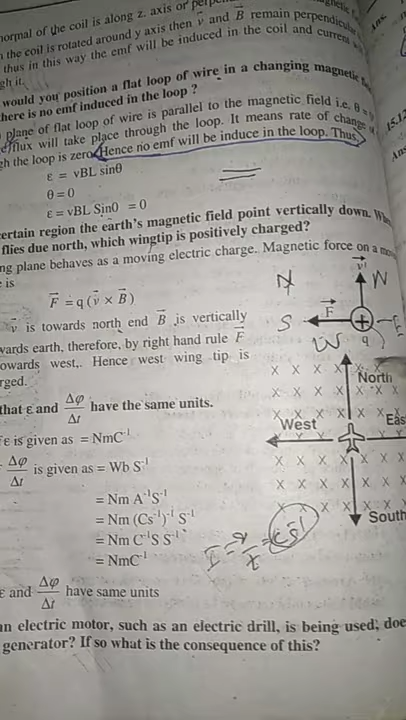 normal of the coil is along z. axis or
the coil is rotated around y axis then v⃗ and B⃗ remain perpendicular
thus in this way the emf will be induced in the coil and current
gh it.
would you position a flat loop of wire in a changing magnetic
here is no emf induced in the loop ?
plane of flat loop of wire is parallel to the magnetic field i.e. θ =
flux will take place through the loop. It means rate of change
gh the loop is zero. Hence no emf will be induce in the loop. Thus,
ε = vBL sinθ
θ = 0
ε = vBL Sin0 = 0
15.12
Ans
ertain region the earth's magnetic field point vertically down.
flies due north, which wingtip is positively charged?
ng plane behaves as a moving electric charge. Magnetic force on a
is
F⃗ = q(v⃗ × B⃗)
v⃗ is towards north end B⃗ is vertically
wards earth, therefore, by right hand rule F⃗
owards west,. Hence west wing tip is
rged.
v⃗
N
F⃗
S
E
W
q
North
West
Eas
South
that ε and Δφ/Δt have the same units.
ε is given as = NmC⁻¹
Δφ/Δt is given as = Wb S⁻¹
= Nm A⁻¹S⁻¹
= Nm (Cs⁻¹)⁻¹ S⁻¹
= Nm C⁻¹S S⁻¹
= NmC⁻¹
I = q/t = Cs⁻¹
ε and Δφ/Δt have same units
an electric motor, such as an electric drill, is being used, doe
generator? If so what is the consequence of this?